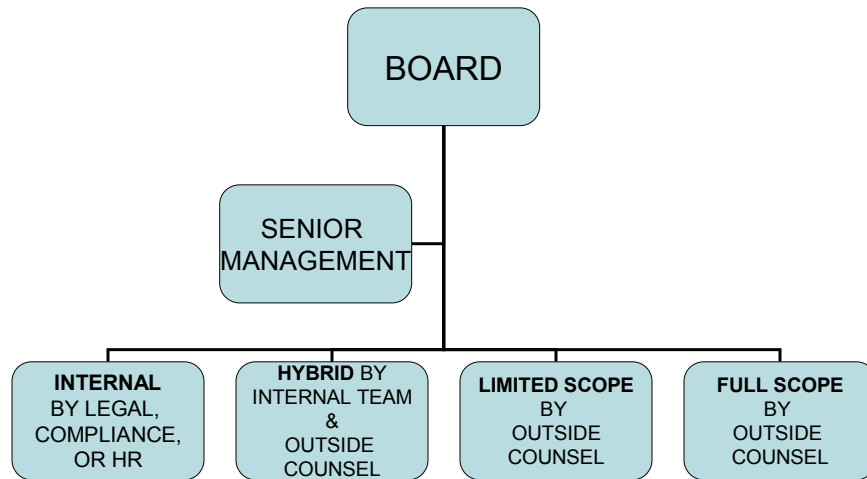 BOARD
SENIOR
MANAGEMENT
INTERNAL
BY LEGAL,
COMPLIANCE,
OR HR
HYBRID BY
INTERNAL TEAM
&
OUTSIDE
COUNSEL
LIMITED SCOPE
BY
OUTSIDE
COUNSEL
FULL SCOPE
BY
OUTSIDE
COUNSEL